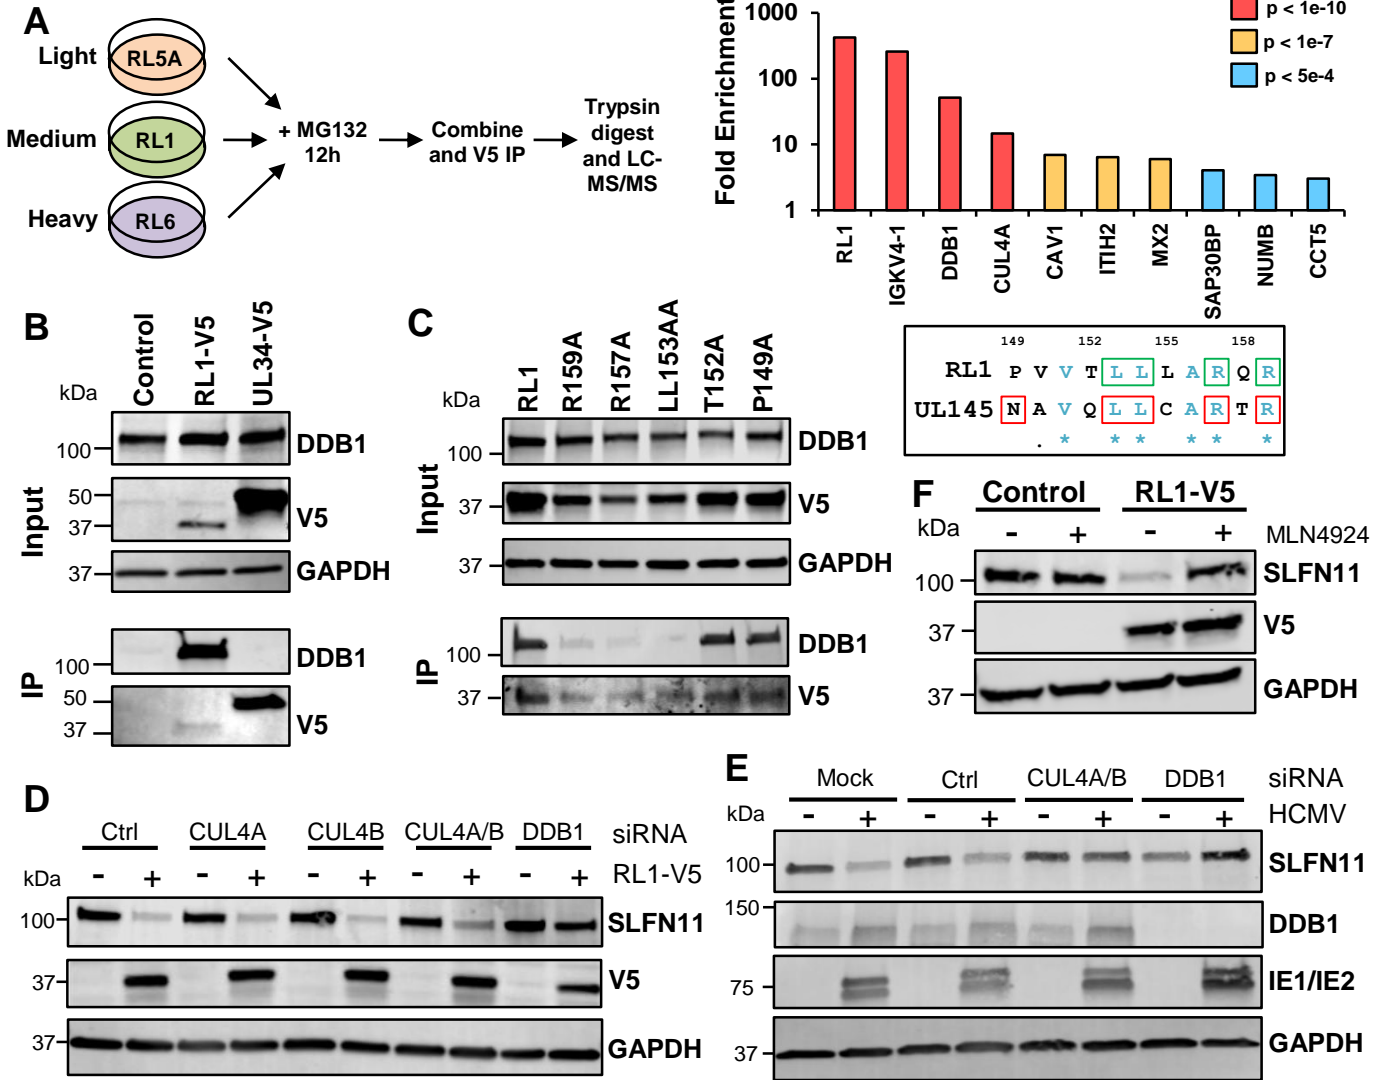 A
Light
RL5A
Medium
RL1
Heavy
RL6
+ MG132
12h
Combine
and V5 IP
Trypsin
digest
and LC-
MS/MS
Fold Enrichment
1000
100
10
1
p < 1e-10
p < 1e-7
p < 5e-4
RL1
IGKV4-1
DDB1
CUL4A
CAV1
ITIH2
MX2
SAP30BP
NUMB
CCT5
B
Control
RL1-V5
UL34-V5
kDa
Input
100
DDB1
50
37
V5
37
GAPDH
IP
100
DDB1
50
37
V5
C
RL1
R159A
R157A
LL153AA
T152A
P149A
kDa
Input
100
DDB1
37
V5
37
GAPDH
IP
100
DDB1
37
V5
149 152 155 158
RL1 P V V T L L L A R Q R
UL145 N A V Q L L C A R T R
. * * * * * *
F
Control RL1-V5
kDa
- + - + MLN4924
100
SLFN11
37
V5
37
GAPDH
D
Ctrl CUL4A CUL4B CUL4A/B DDB1 siRNA
kDa
- + - + - + - + - + RL1-V5
100
SLFN11
37
V5
37
GAPDH
E
Mock Ctrl CUL4A/B DDB1 siRNA
kDa
- + - + - + - + HCMV
100
SLFN11
150
DDB1
75
IE1/IE2
37
GAPDH